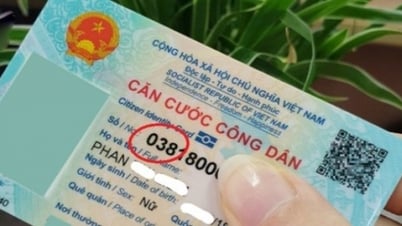 CỘNG HÒA XÃ HỘI CHỦ NGHĨA VIỆT NAM
Độc lập - Tự do - Hạnh phúc
SOCIALIST REPUBLIC OF VIET NAM
Independence - Freedom - Happiness
CĂN CƯỚC CÔNG DÂN
Citizen Identity Card
Số / No.: 038 8000
Họ và tên / Full name:
PHAN
Ngày sinh / Date of birth:
Giới tính / Sex: Nữ
Quê quán / Place of